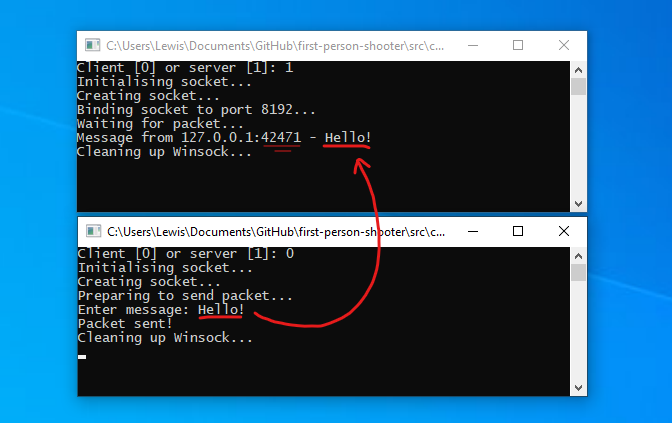 C:\Users\Lewis\Documents\GitHub\first-person-shooter\src\c...
Client [0] or server [1]: 1
Initialising socket...
Creating socket...
Binding socket to port 8192...
Waiting for packet...
Message from 127.0.0.1:42471 - Hello!
Cleaning up Winsock...
C:\Users\Lewis\Documents\GitHub\first-person-shooter\src\c...
Client [0] or server [1]: 0
Initialising socket...
Creating socket...
Preparing to send packet...
Enter message: Hello!
Packet sent!
Cleaning up Winsock...